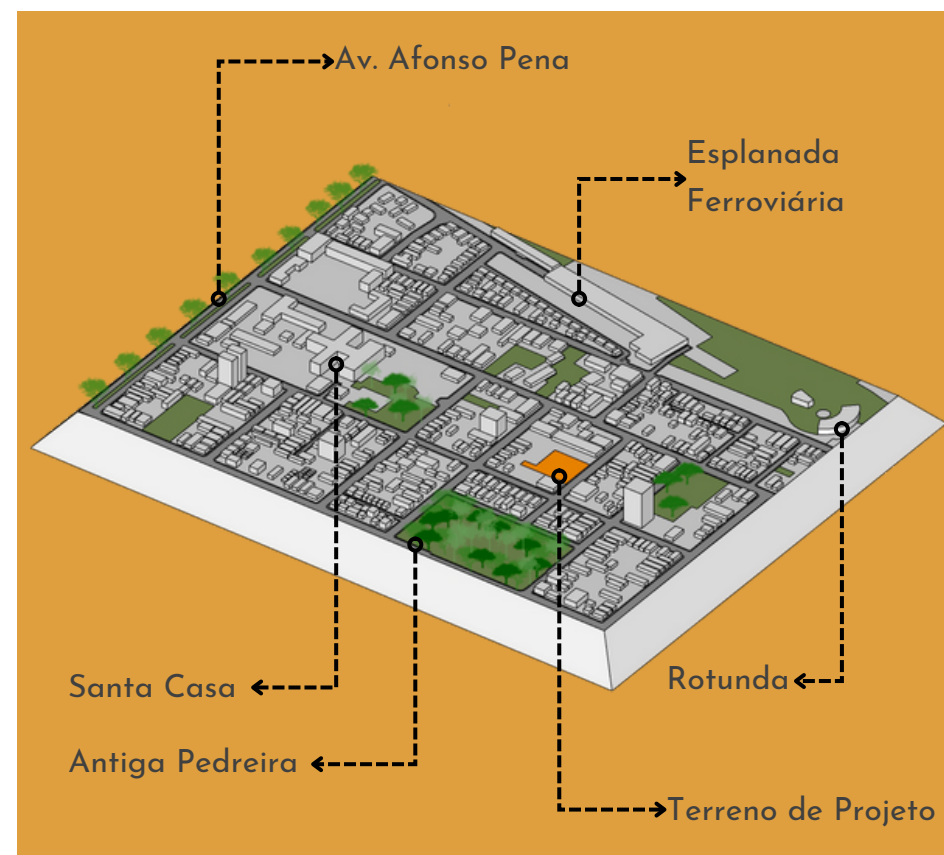 Av. Afonso Pena
Esplanada
Ferroviária
Santa Casa
Rotunda
Antiga Pedreira
Terreno de Projeto